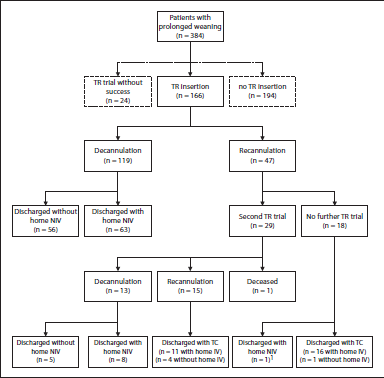 Patients with
prolonged weaning
(n = 384)
TR trial without
success
(n = 24)
TR insertion
(n = 166)
no TR insertion
(n = 194)
Decannulation
(n = 119)
Recannulation
(n = 47)
Discharged without
home NIV
(n = 56)
Discharged with
home NIV
(n = 63)
Second TR trial
(n = 29)
No further TR trial
(n = 18)
Decannulation
(n = 13)
Recannulation
(n = 15)
Deceased
(n = 1)
Discharged without
home NIV
(n = 5)
Discharged with
home NIV
(n = 8)
Discharged with TC
(n = 11 with home IV)
(n = 4 without home IV)
Discharged with
home NIV
(n = 1)¹
Discharged with TC
(n = 16 with home IV)
(n = 1 without home IV)